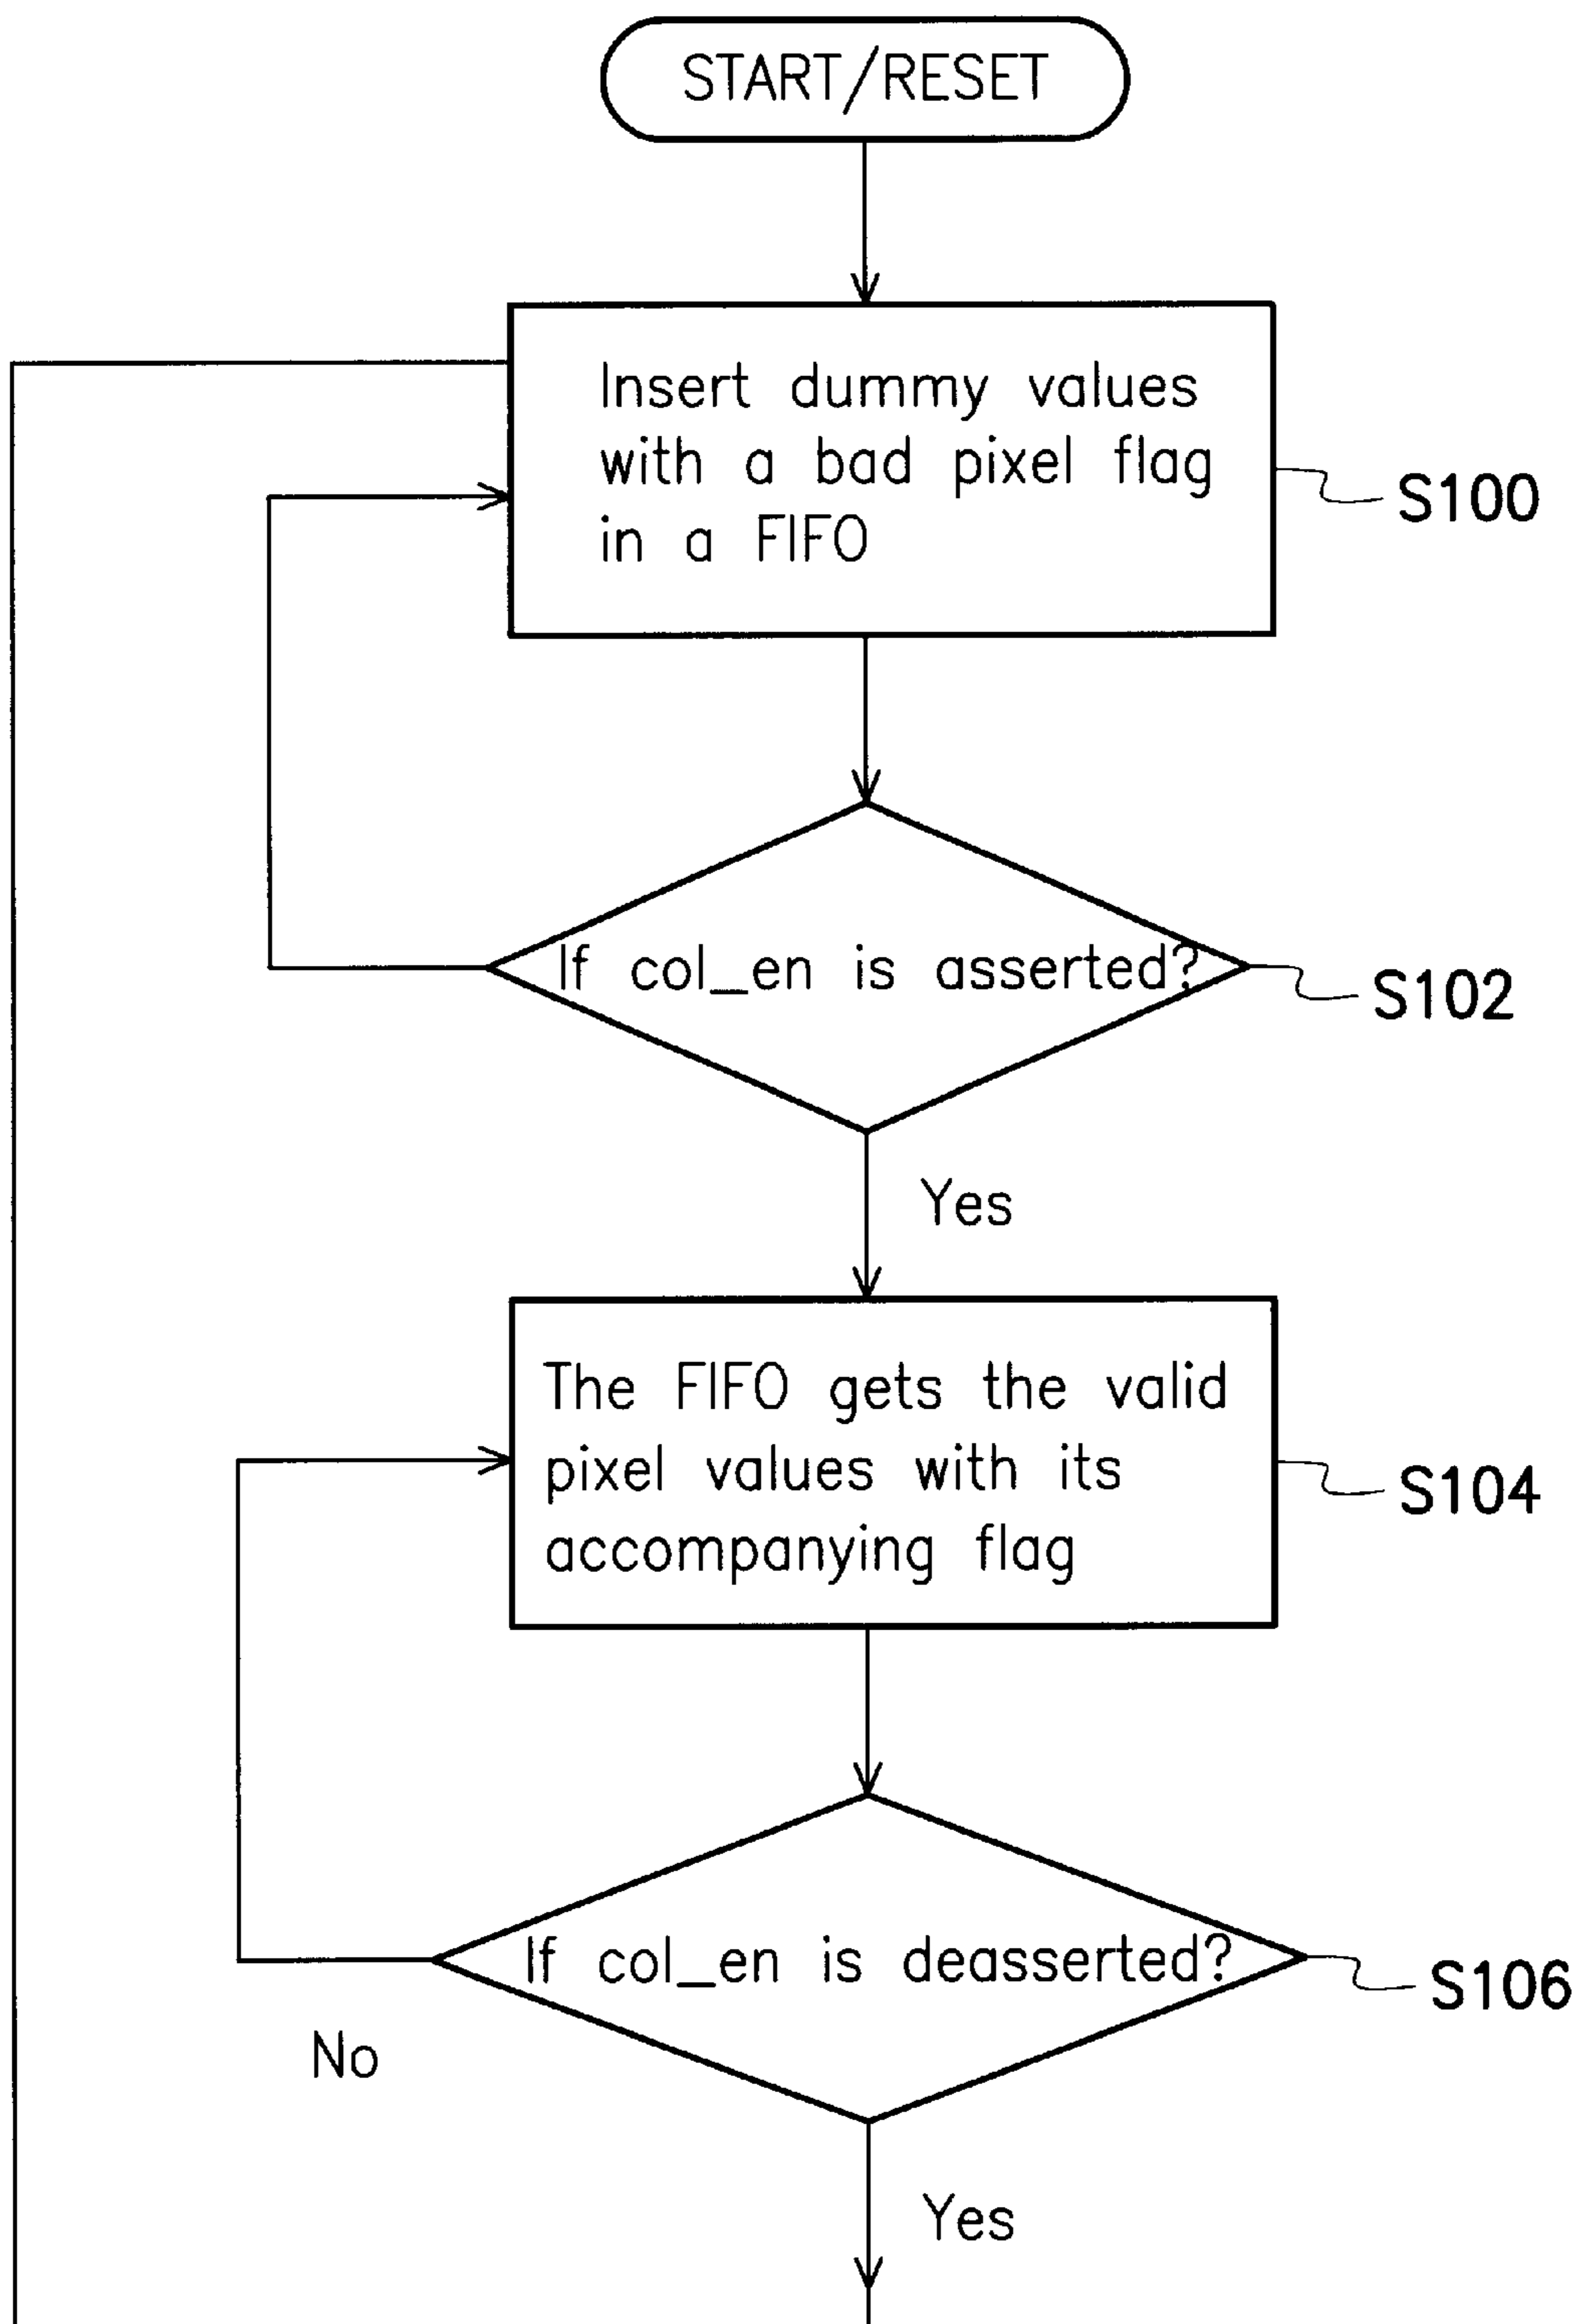 START/RESET
Insert dummy values
with a bad pixel flag
in a FIFO
S100
If col_en is asserted?
S102
Yes
The FIFO gets the valid
pixel values with its
accompanying flag
S104
If col_en is deasserted?
S106
No
Yes